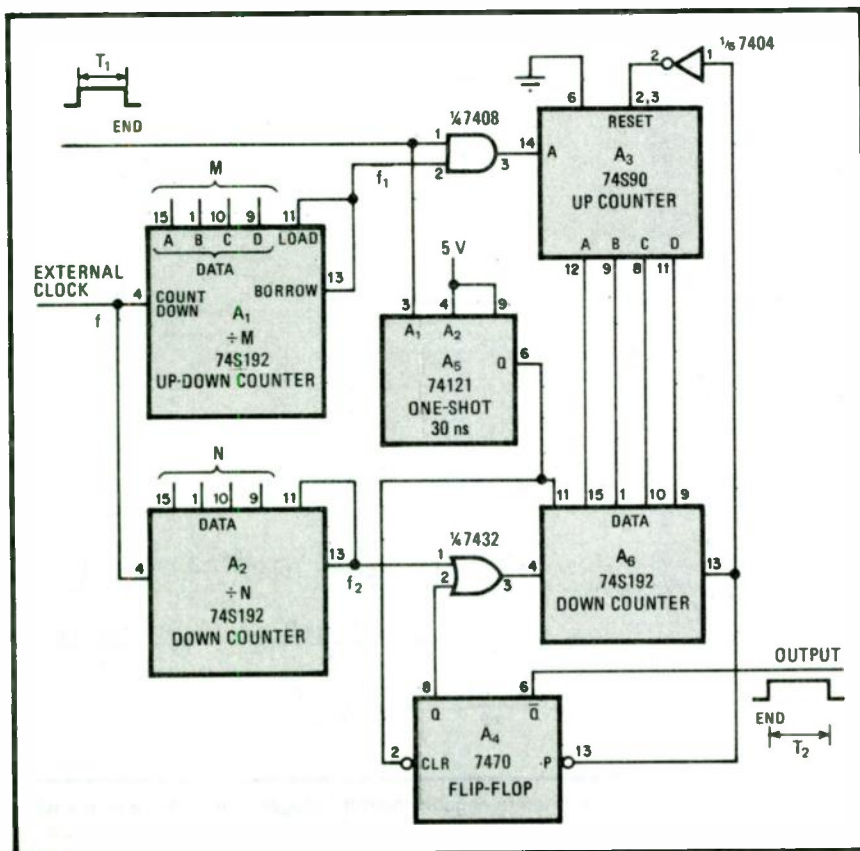 T1
END
M
15 1 10 9 11
A B C D LOAD
DATA
EXTERNAL
CLOCK
f
4
COUNT
DOWN
BORROW
13
A1
÷M
74S192
UP-DOWN COUNTER
f1
¼7408
1
2
3
1/6 7404
2
1
6
2,3
RESET
14
A
A3
74S90
UP COUNTER
A B C D
12 9 8 11
5 V
3 4 9
A1 A2
A5
74121
ONE-SHOT
30 ns
Q
6
N
15 1 10 9 11
DATA
4
A2
÷N
74S192
DOWN COUNTER
13
f2
¼7432
1
2
3
11 15 1 10 9
DATA
4
A6
74S192
DOWN COUNTER
13
OUTPUT
END
T2
8 6
Q Q̅
A4
2
CLR
7470
P
13
FLIP-FLOP